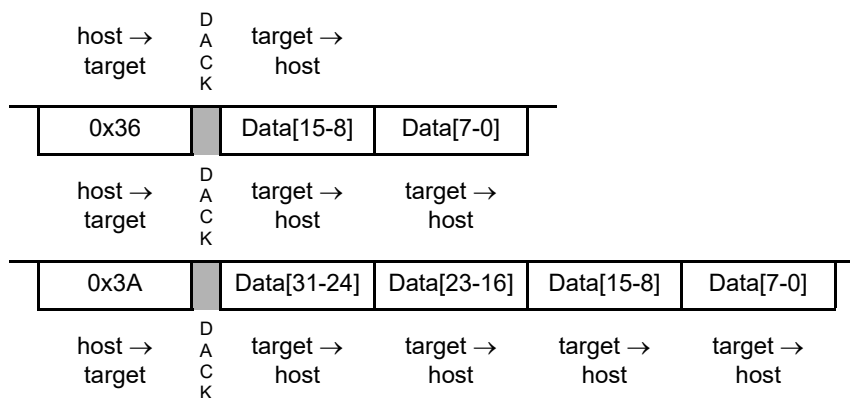 host → D A C K target →
target host
0x36 Data[15-8] Data[7-0]
host → D A C K target → target →
target host host
0x3A Data[31-24] Data[23-16] Data[15-8] Data[7-0]
host → D A C K target → target → target → target →
target host host host host